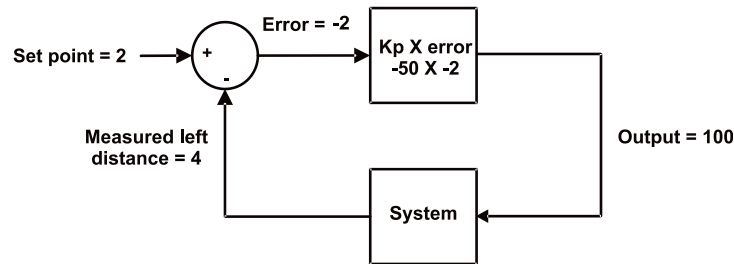 Error = -2
Set point = 2
+
-
Kp X error
-50 X -2
Measured left
distance = 4
Output = 100
System